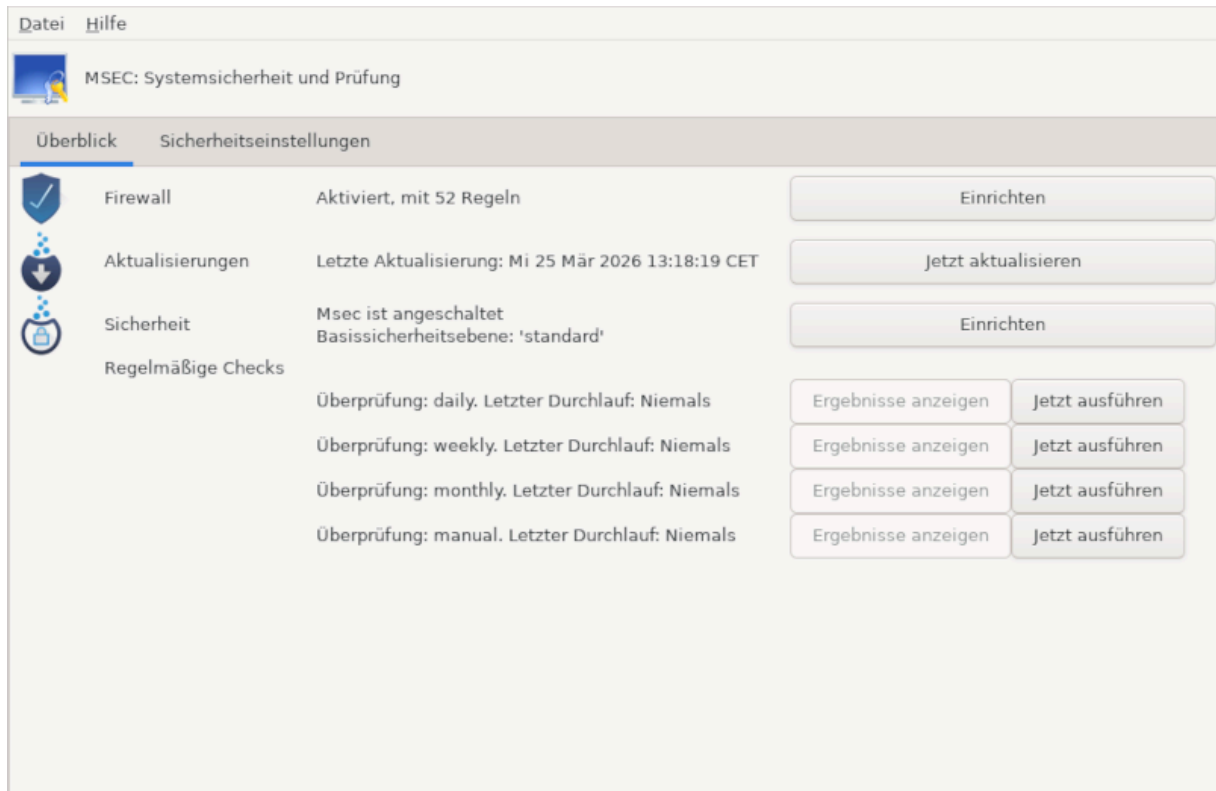 Datei Hilfe
MSEC: Systemsicherheit und Prüfung
Überblick Sicherheitseinstellungen
Firewall Aktiviert, mit 52 Regeln Einrichten
Aktualisierungen Letzte Aktualisierung: Mi 25 Mär 2026 13:18:19 CET Jetzt aktualisieren
Sicherheit Msec ist angeschaltet
Basissicherheitsebene: 'standard' Einrichten
Regelmäßige Checks
Überprüfung: daily. Letzter Durchlauf: Niemals Ergebnisse anzeigen Jetzt ausführen
Überprüfung: weekly. Letzter Durchlauf: Niemals Ergebnisse anzeigen Jetzt ausführen
Überprüfung: monthly. Letzter Durchlauf: Niemals Ergebnisse anzeigen Jetzt ausführen
Überprüfung: manual. Letzter Durchlauf: Niemals Ergebnisse anzeigen Jetzt ausführen